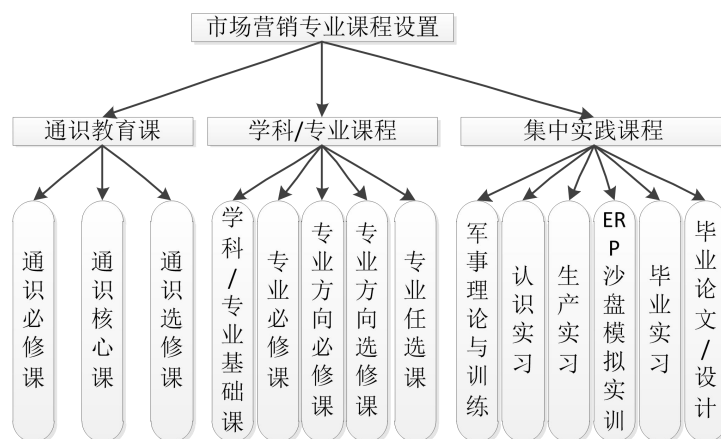 市场营销专业课程设置
通识教育课
学科/专业课程
集中实践课程
通识必修课
通识核心课
通识选修课
学科/专业基础课
专业必修课
专业方向必修课
专业方向选修课
专业任选课
军事理论与训练
认识实习
生产实习
ERP沙盘模拟实训
毕业实习
毕业论文/设计